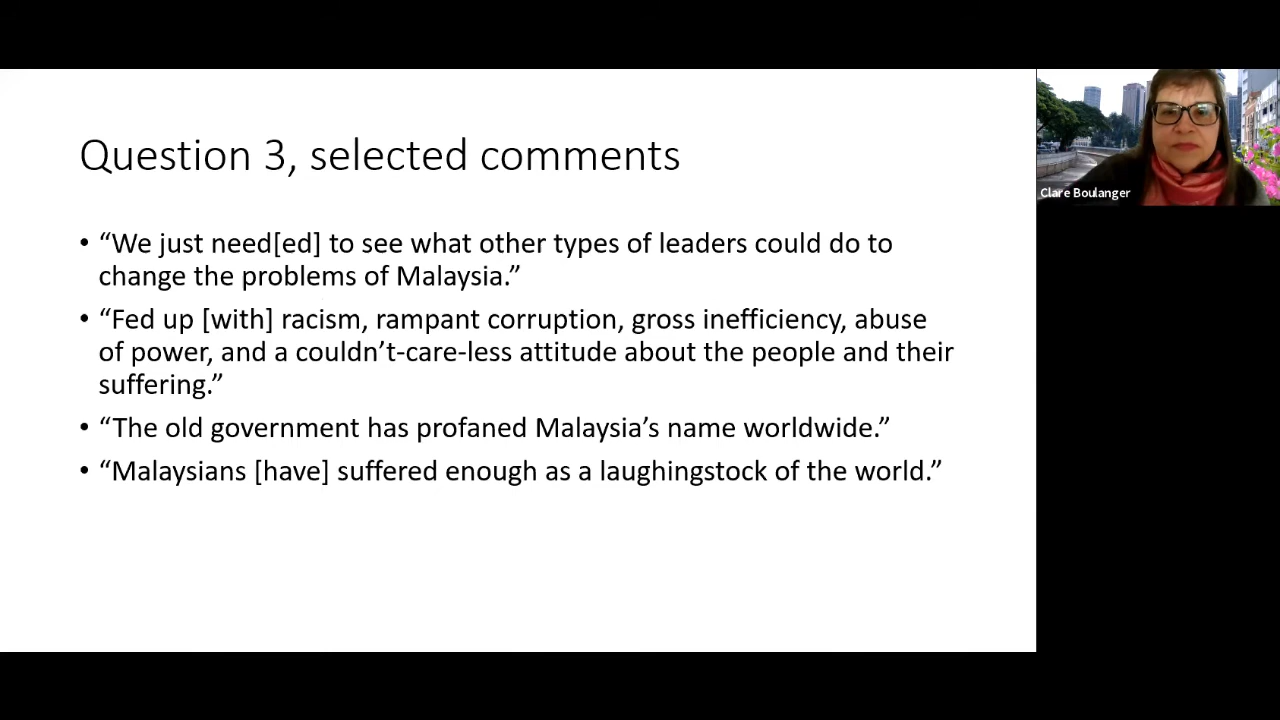 Question 3, selected comments
• “We just need[ed] to see what other types of leaders could do to
change the problems of Malaysia.”
• “Fed up [with] racism, rampant corruption, gross inefficiency, abuse
of power, and a couldn’t-care-less attitude about the people and their
suffering.”
• “The old government has profaned Malaysia’s name worldwide.”
• “Malaysians [have] suffered enough as a laughingstock of the world.”
Clare Boulanger